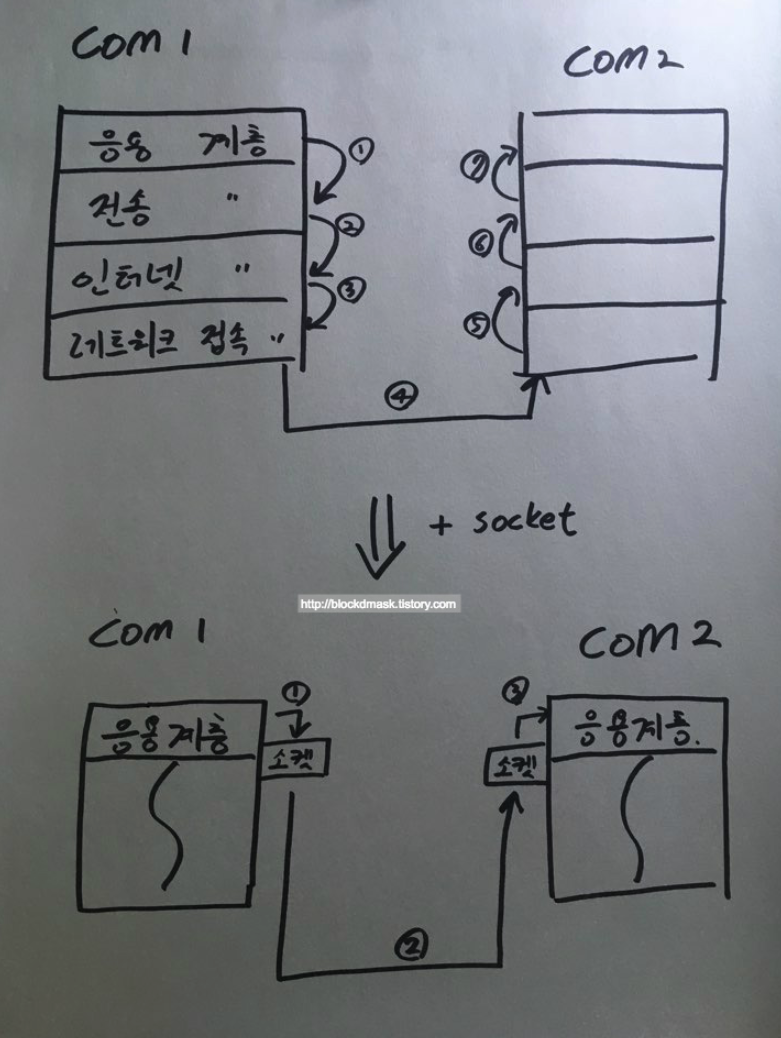 COM 1
COM 2
응용 계층
①
⑦
전송 〃
②
⑥
인터넷 〃
③
⑤
네트워크 접속 〃
④
+ socket
http://blockdmask.tistory.com
COM 1
COM 2
①
③
응용계층
응용계층.
소켓
소켓
②